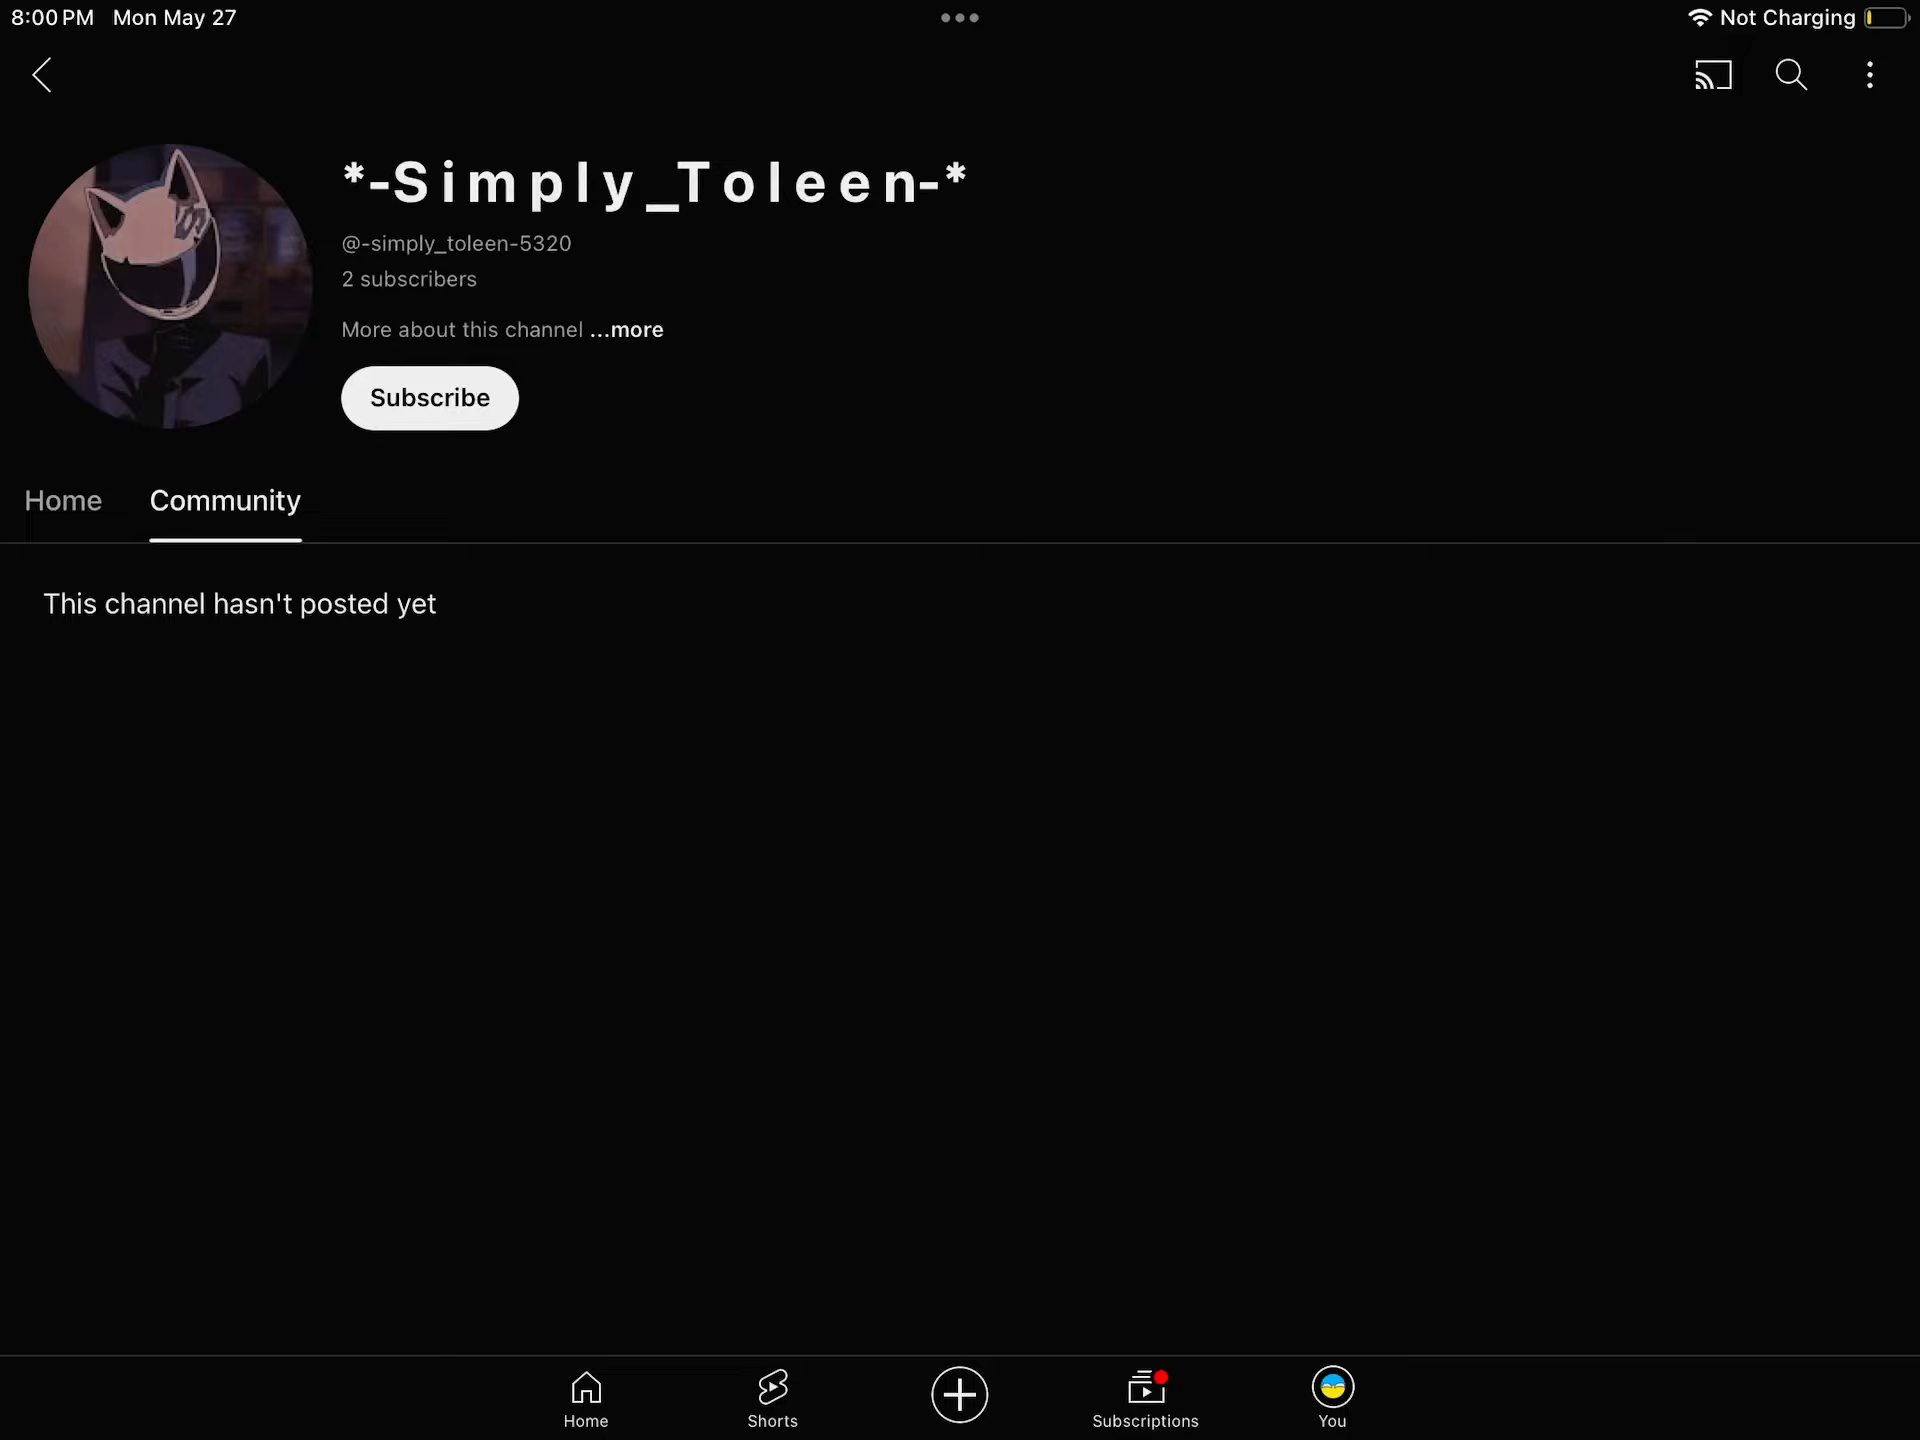 8:00 PM Mon May 27
Not Charging
*-S i m p l y _T o l e e n-*
@-simply_toleen-5320
2 subscribers
More about this channel ...more
Subscribe
Home Community
This channel hasn't posted yet
Home Shorts Subscriptions You